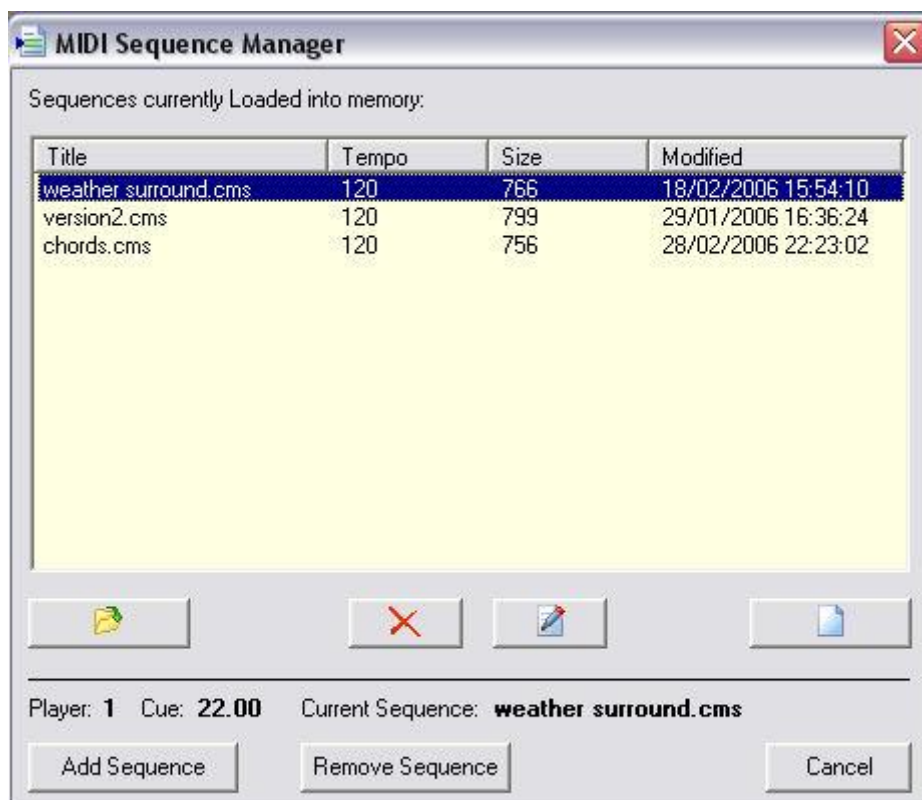 MIDI Sequence Manager
Sequences currently Loaded into memory:
Title Tempo Size Modified
weather surround.cms 120 766 18/02/2006 15:54:10
version2.cms 120 799 29/01/2006 16:36:24
chords.cms 120 756 28/02/2006 22:23:02
Player: 1 Cue: 22.00 Current Sequence: weather surround.cms
Add Sequence Remove Sequence Cancel